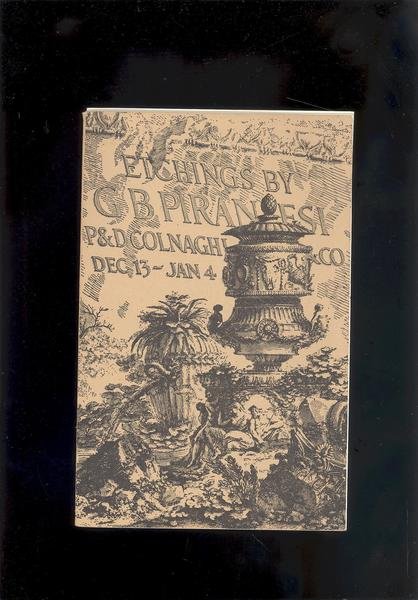 ETCHINGS BY
G B PIRANESI
P&D COLNAGHI &CO
DEC 13 - JAN 4